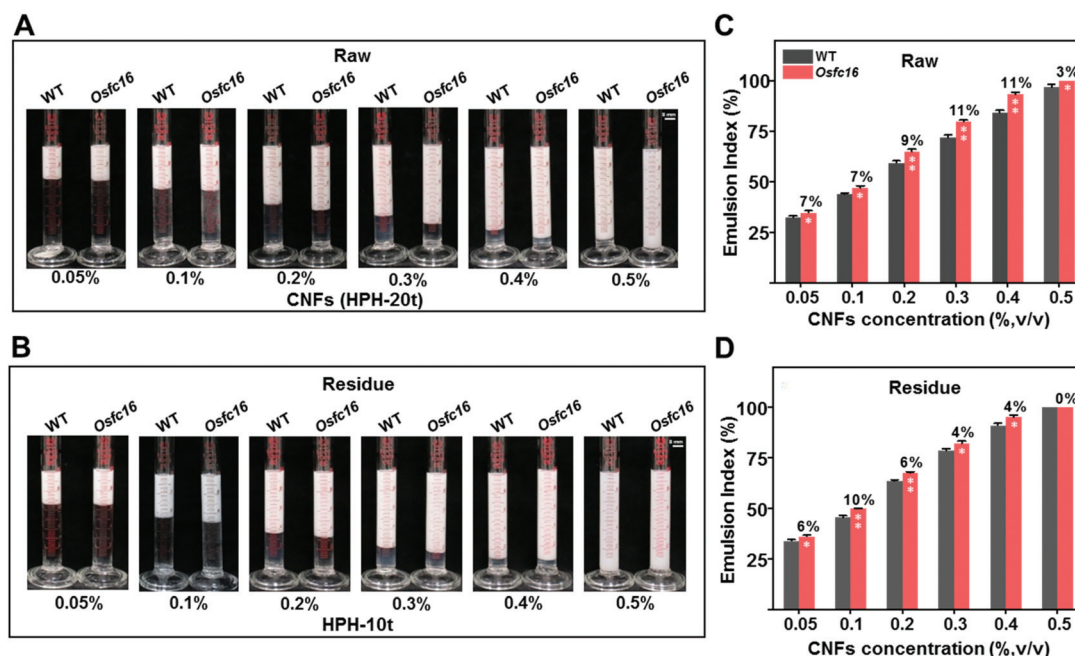 A
Raw
WT Osfc16 WT Osfc16 WT Osfc16 WT Osfc16 WT Osfc16 WT Osfc16
8 mm
0.05% 0.1% 0.2% 0.3% 0.4% 0.5%
CNFs (HPH-20t)
B
Residue
WT Osfc16 WT Osfc16 WT Osfc16 WT Osfc16 WT Osfc16 WT Osfc16
8 mm
0.05% 0.1% 0.2% 0.3% 0.4% 0.5%
HPH-10t
C
WT
Osfc16
Raw
Emulsion Index (%)
100
75
50
25
7% 7% 9% 11% 11% 3%
* * ** ** ** *
0.05 0.1 0.2 0.3 0.4 0.5
CNFs concentration (%,v/v)
D
Residue
Emulsion Index (%)
100
75
50
25
6% 10% 6% 4% 4% 0%
* ** ** * *
0.05 0.1 0.2 0.3 0.4 0.5
CNFs concentration (%,v/v)